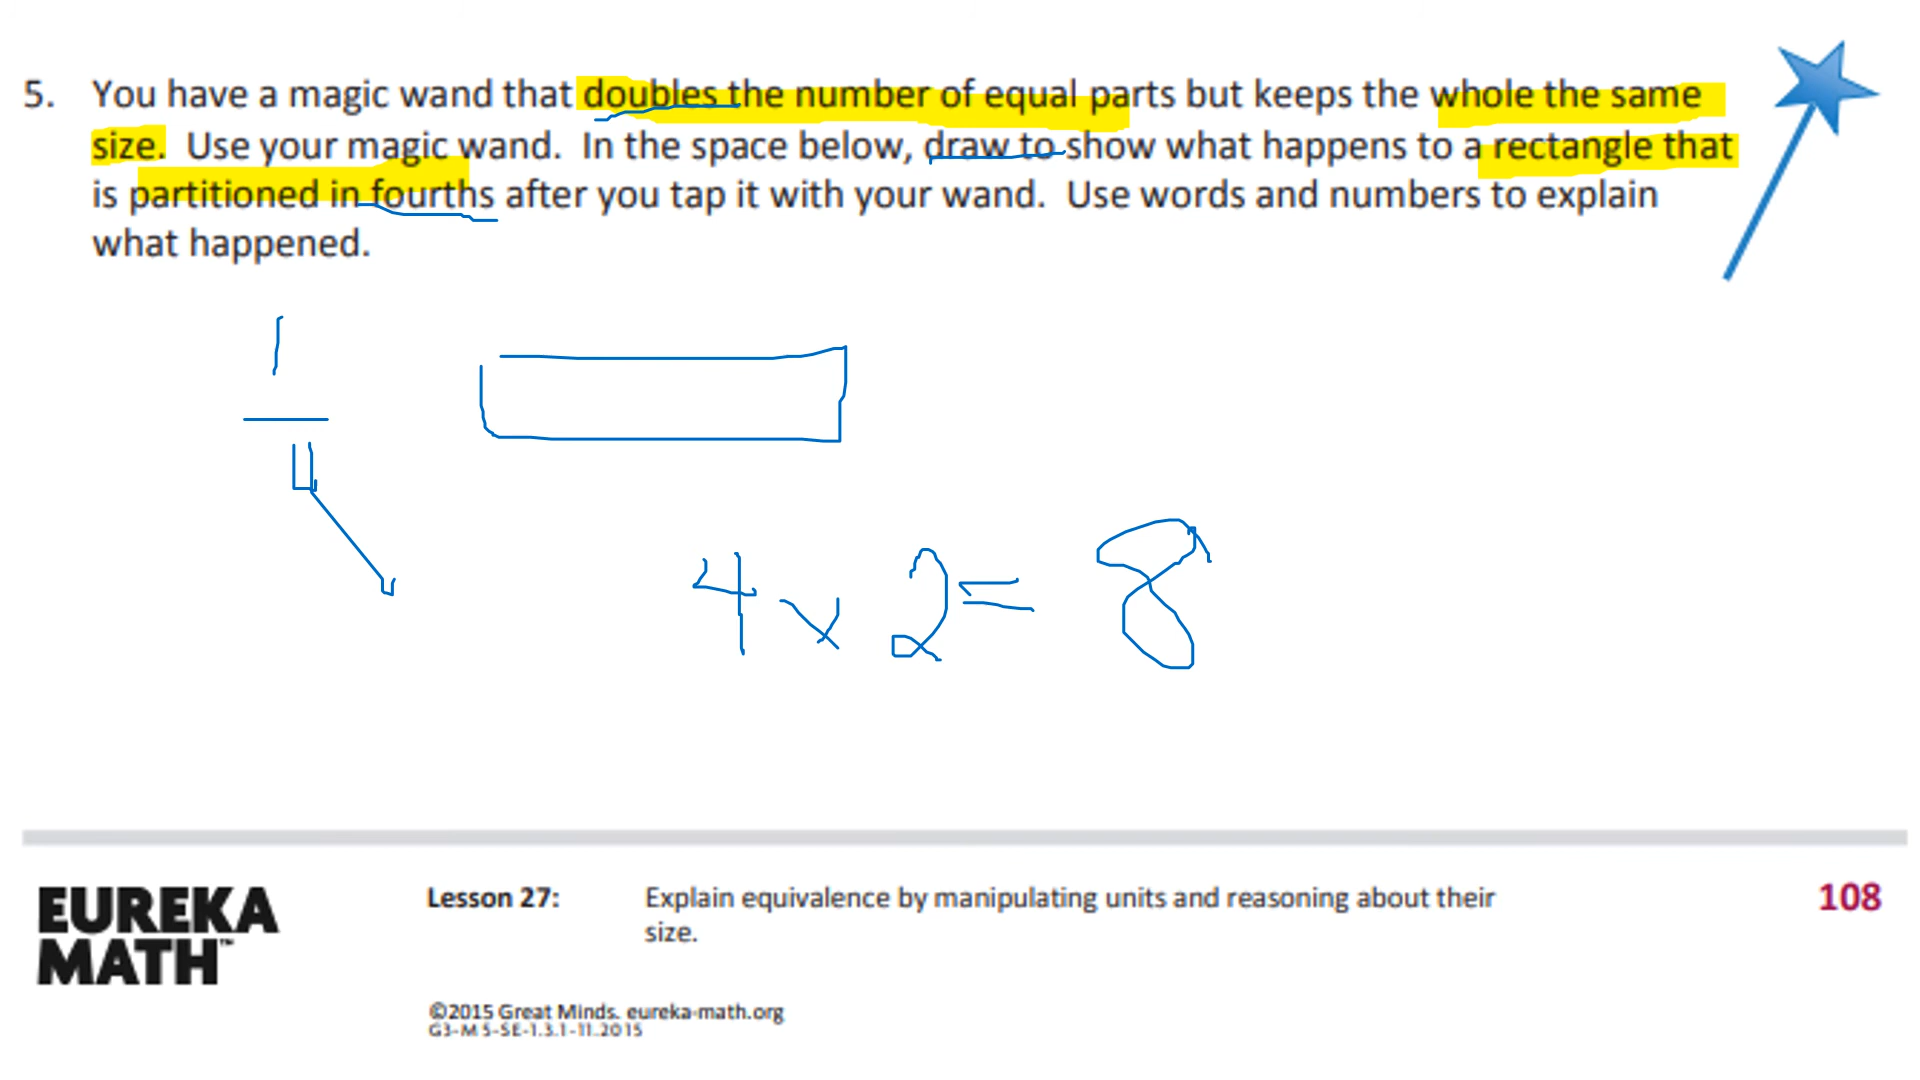 5. You have a magic wand that doubles the number of equal parts but keeps the whole the same
size. Use your magic wand. In the space below, draw to show what happens to a rectangle that
is partitioned in fourths after you tap it with your wand. Use words and numbers to explain
what happened.
1
4
4 x 2 = 8
EUREKA
MATH™
Lesson 27: Explain equivalence by manipulating units and reasoning about their
size.
108
©2015 Great Minds. eureka-math.org
G3-M5-SE-1.3.1-11.2015